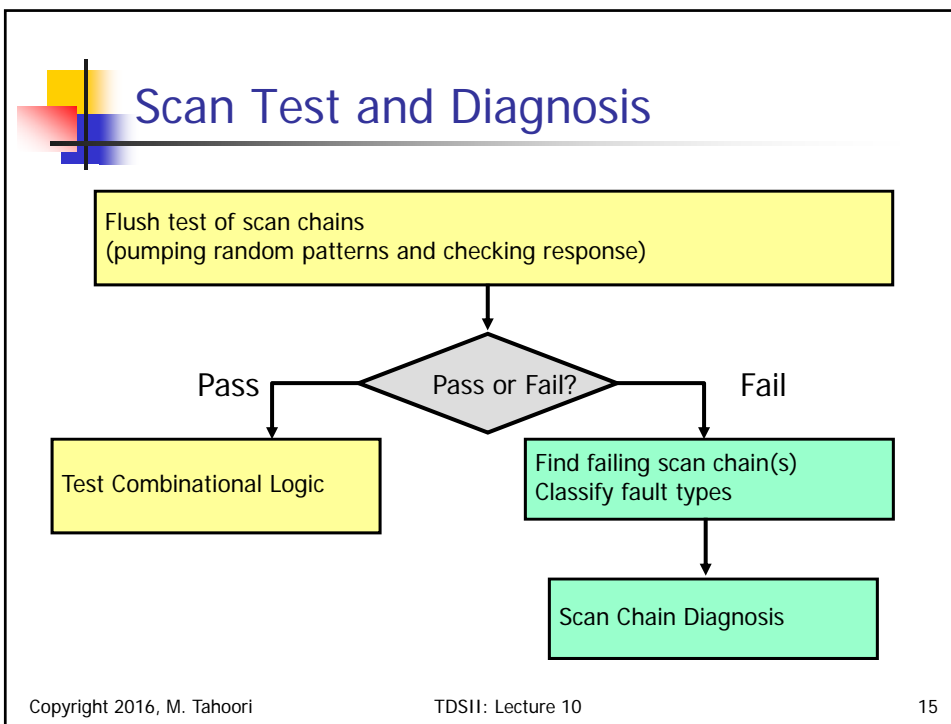 Scan Test and Diagnosis
Flush test of scan chains
(pumping random patterns and checking response)
Pass or Fail?
Pass
Fail
Test Combinational Logic
Find failing scan chain(s)
Classify fault types
Scan Chain Diagnosis
Copyright 2016, M. Tahoori
TDSII: Lecture 10
15